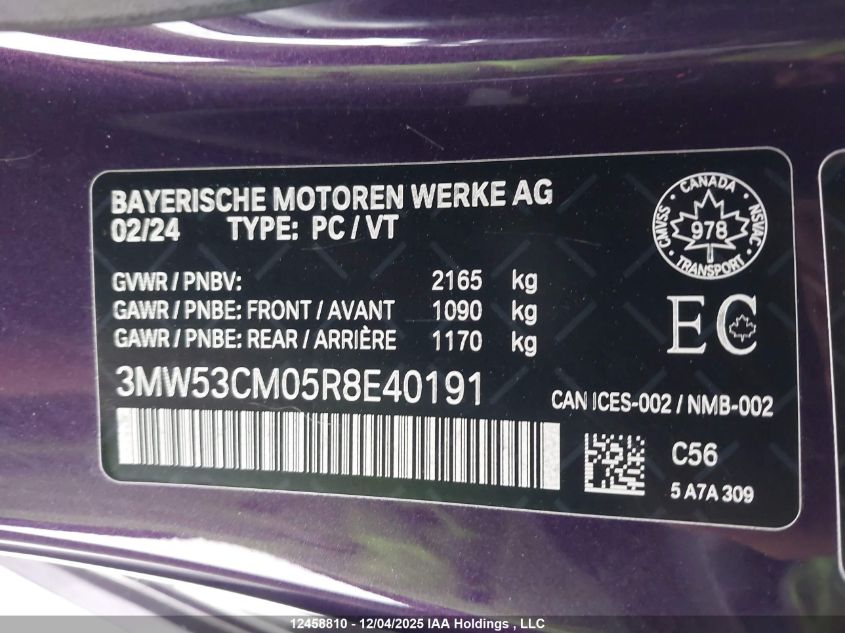 BAYERISCHE MOTOREN WERKE AG
02/24 TYPE: PC / VT
GVWR / PNBV: 2165 kg
GAWR / PNBE: FRONT / AVANT 1090 kg
GAWR / PNBE: REAR / ARRIÈRE 1170 kg
3MW53CM05R8E40191
CANADA
CMVSS
978
NSVAC
TRANSPORT
EC
CAN ICES-002 / NMB-002
C56
5 A7A 309
12458810 - 12/04/2025 IAA Holdings , LLC